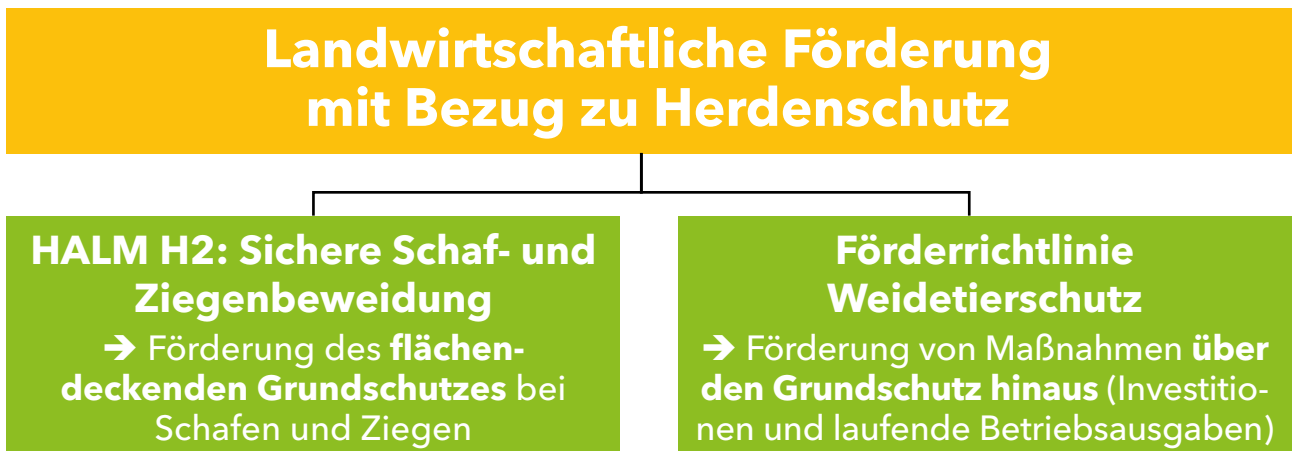 Landwirtschaftliche Förderung
mit Bezug zu Herdenschutz
HALM H2: Sichere Schaf- und
Ziegenbeweidung
➔ Förderung des flächen-
deckenden Grundschutzes bei
Schafen und Ziegen
Förderrichtlinie
Weidetierschutz
➔ Förderung von Maßnahmen über
den Grundschutz hinaus (Investitio-
nen und laufende Betriebsausgaben)